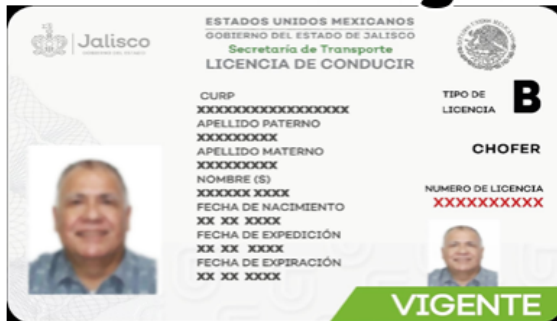 Jalisco
ESTADOS UNIDOS MEXICANOS
GOBIERNO DEL ESTADO DE JALISCO
Secretaría de Transporte
LICENCIA DE CONDUCIR
CURP
XXXXXXXXXXXXXXXXXX
APELLIDO PATERNO
XXXXXXXXX
APELLIDO MATERNO
XXXXXXXXX
NOMBRE (S)
XXXXXX XXXX
FECHA DE NACIMIENTO
XX XX XXXX
FECHA DE EXPEDICIÓN
XX XX XXXX
FECHA DE EXPIRACIÓN
XX XX XXXX
TIPO DE
LICENCIA
B
CHOFER
NUMERO DE LICENCIA
XXXXXXXXXX
VIGENTE